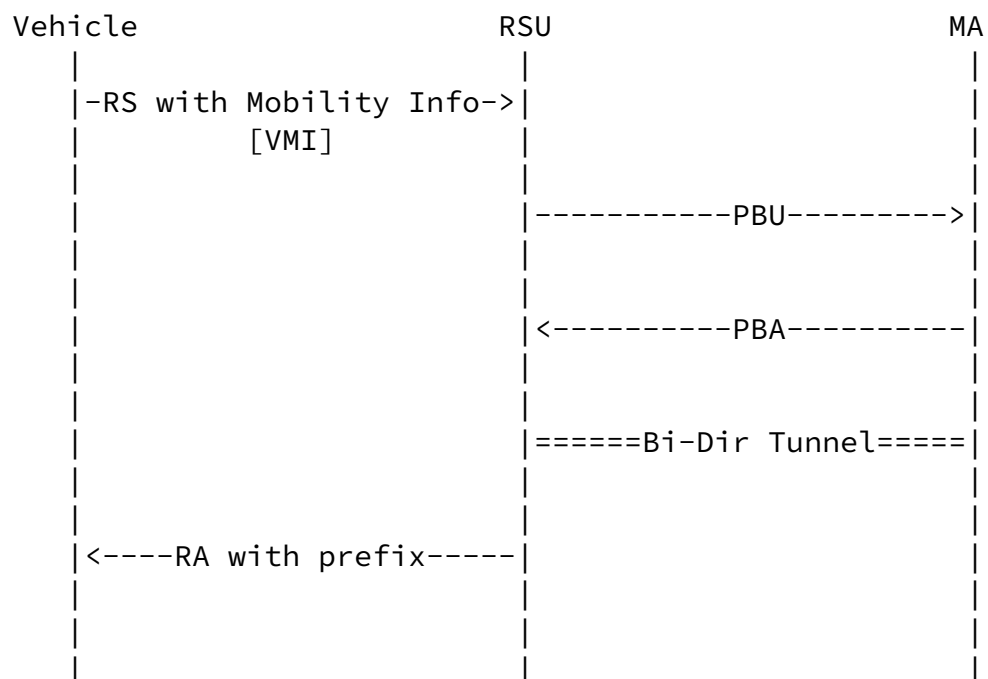 Vehicle RSU MA
-RS with Mobility Info->
[VMI]
-----------PBU--------->
<----------PBA----------
======Bi-Dir Tunnel=====
<----RA with prefix-----